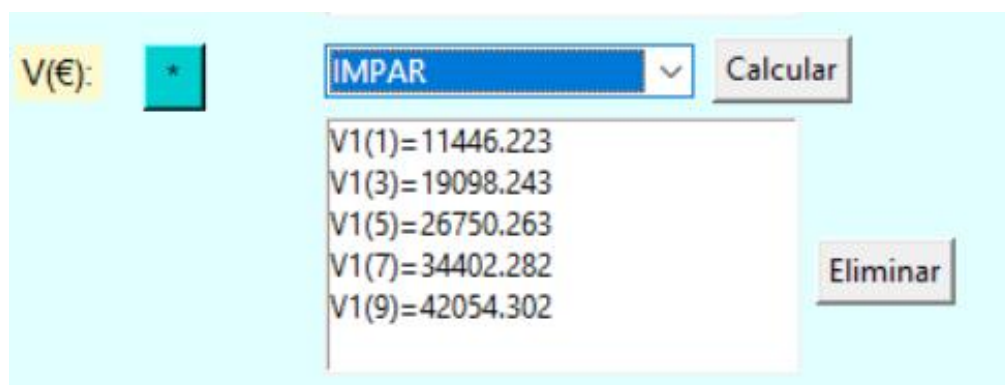 V(€): * IMPAR Calcular
V1(1)=11446.223
V1(3)=19098.243
V1(5)=26750.263
V1(7)=34402.282
Eliminar
V1(9)=42054.302